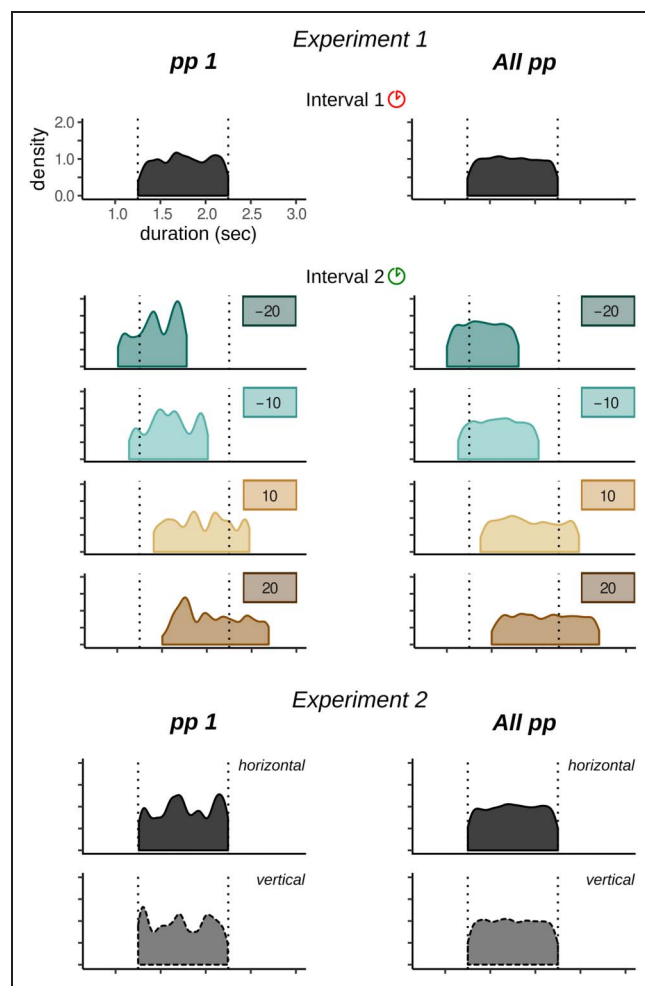 Experiment 1
pp 1
All pp
Interval 1
density
2.0
1.0
0.0
1.0 1.5 2.0 2.5 3.0
duration (sec)
Interval 2
−20
−20
−10
−10
10
10
20
20
Experiment 2
pp 1
All pp
horizontal
horizontal
vertical
vertical